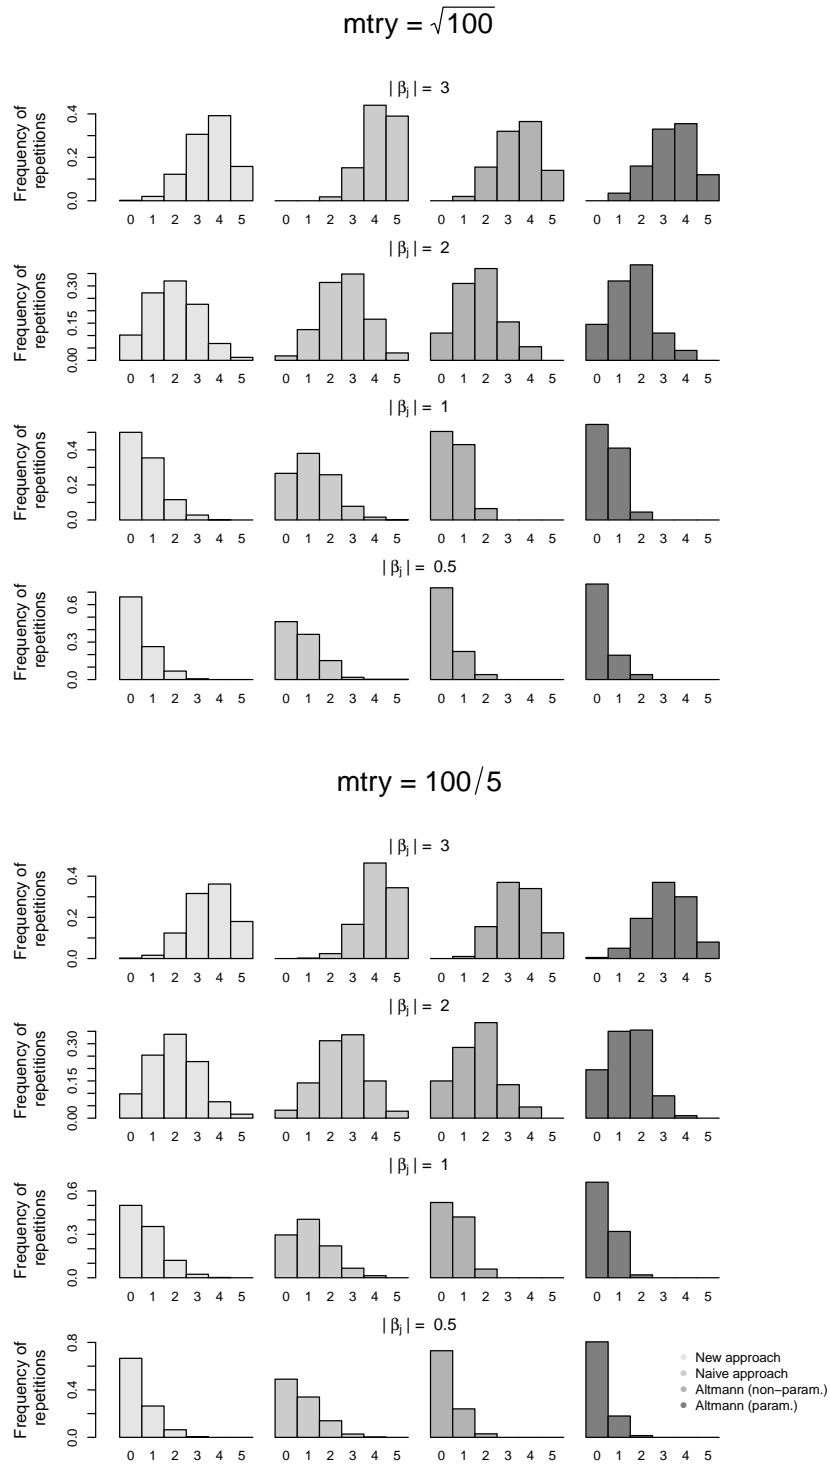 mtry = √100
| βj | = 3
Frequency of
repetitions
0.0 0.2 0.4
0 1 2 3 4 5 0 1 2 3 4 5 0 1 2 3 4 5 0 1 2 3 4 5
| βj | = 2
Frequency of
repetitions
0.00 0.15 0.30
0 1 2 3 4 5 0 1 2 3 4 5 0 1 2 3 4 5 0 1 2 3 4 5
| βj | = 1
Frequency of
repetitions
0.0 0.2 0.4
0 1 2 3 4 5 0 1 2 3 4 5 0 1 2 3 4 5 0 1 2 3 4 5
| βj | = 0.5
Frequency of
repetitions
0.0 0.3 0.6
0 1 2 3 4 5 0 1 2 3 4 5 0 1 2 3 4 5 0 1 2 3 4 5
mtry = 100/5
| βj | = 3
Frequency of
repetitions
0.0 0.2 0.4
0 1 2 3 4 5 0 1 2 3 4 5 0 1 2 3 4 5 0 1 2 3 4 5
| βj | = 2
Frequency of
repetitions
0.00 0.15 0.30
0 1 2 3 4 5 0 1 2 3 4 5 0 1 2 3 4 5 0 1 2 3 4 5
| βj | = 1
Frequency of
repetitions
0.0 0.3 0.6
0 1 2 3 4 5 0 1 2 3 4 5 0 1 2 3 4 5 0 1 2 3 4 5
| βj | = 0.5
Frequency of
repetitions
0.0 0.4 0.8
0 1 2 3 4 5 0 1 2 3 4 5 0 1 2 3 4 5 0 1 2 3 4 5
New approach
Naive approach
Altmann (non−param.)
Altmann (param.)